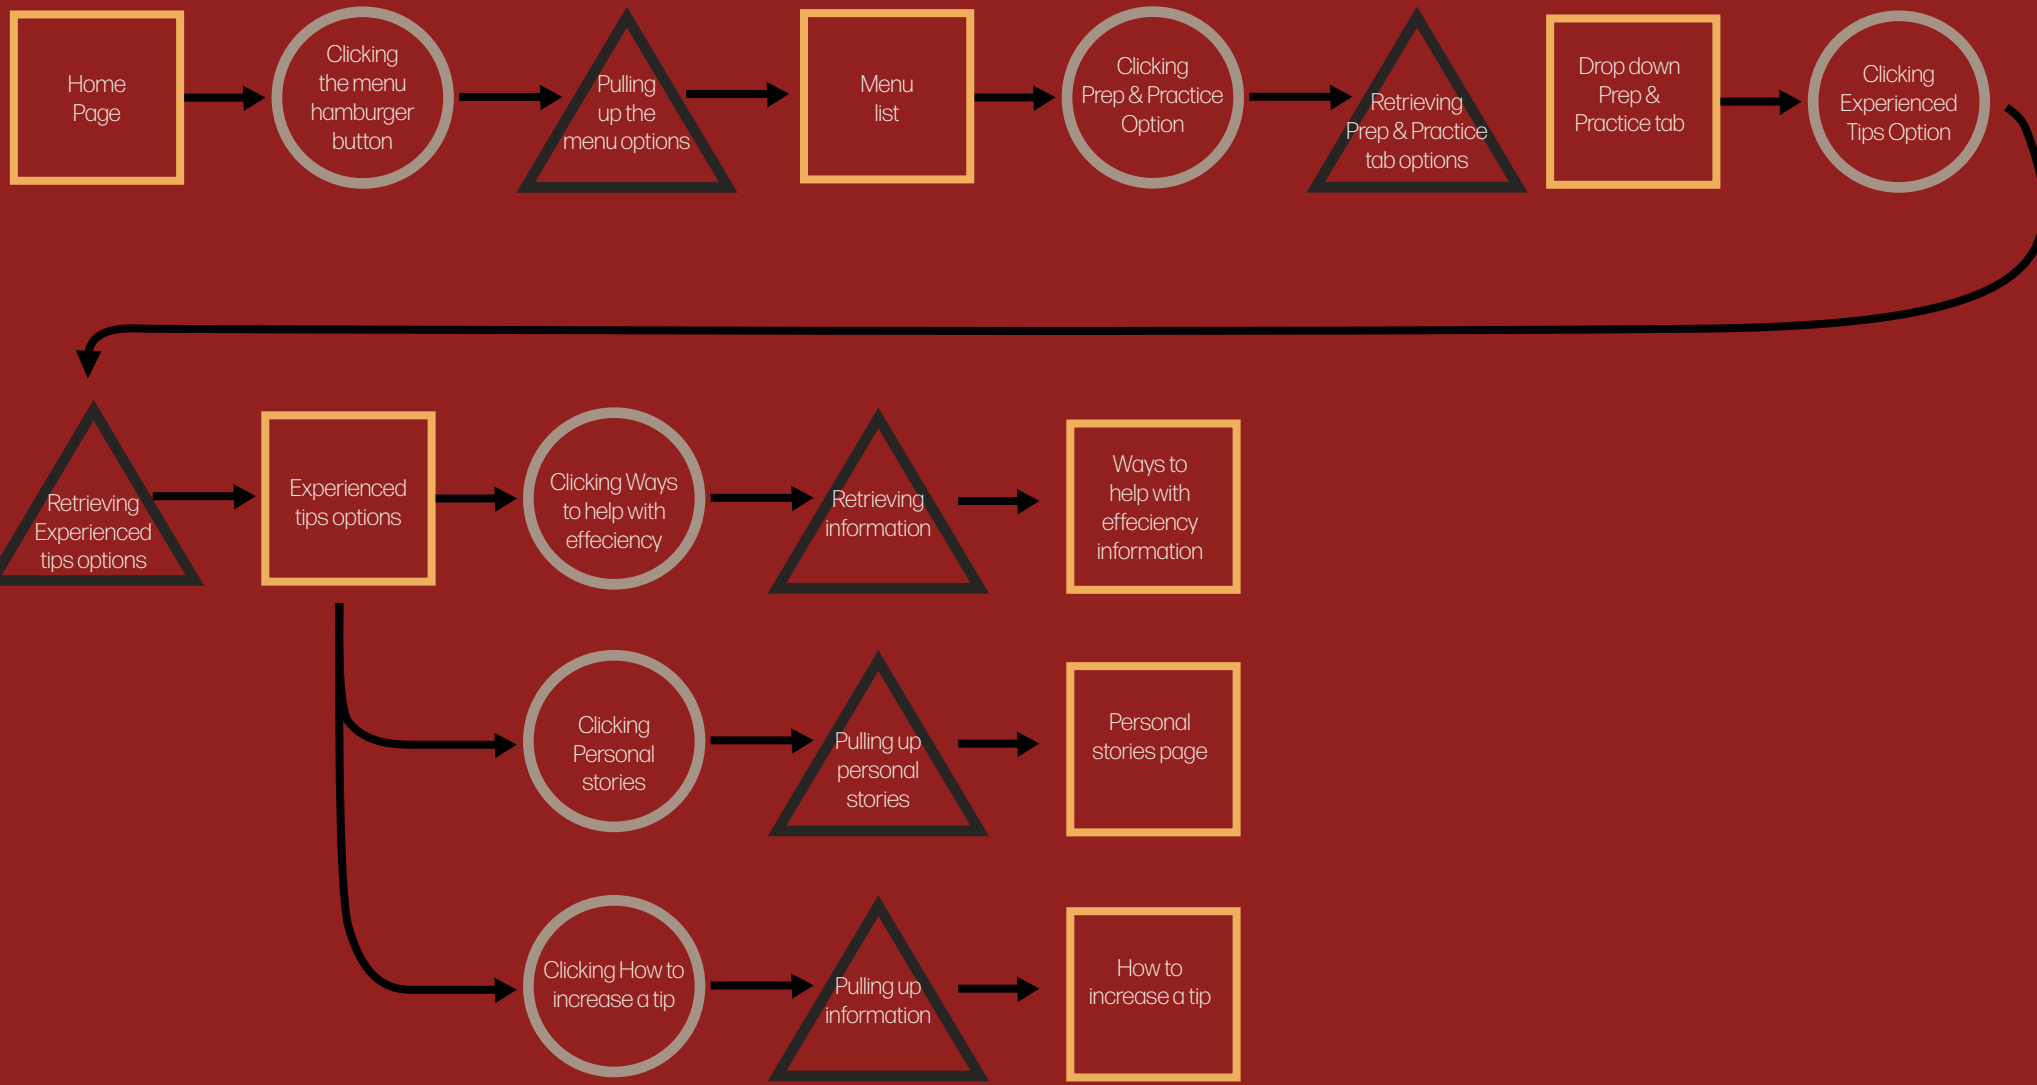 Home
Page
Clicking
the menu
hamburger
button
Pulling
up the
menu options
Menu
list
Clicking
Prep & Practice
Option
Retrieving
Prep & Practice
tab options
Drop down
Prep &
Practice tab
Clicking
Experienced
Tips Option
Retrieving
Experienced
tips options
Experienced
tips options
Clicking Ways
to help with
effeciency
Retrieving
information
Ways to
help with
effeciency
information
Clicking
Personal
stories
Pulling up
personal
stories
Personal
stories page
Clicking How to
increase a tip
Pulling up
information
How to
increase a tip